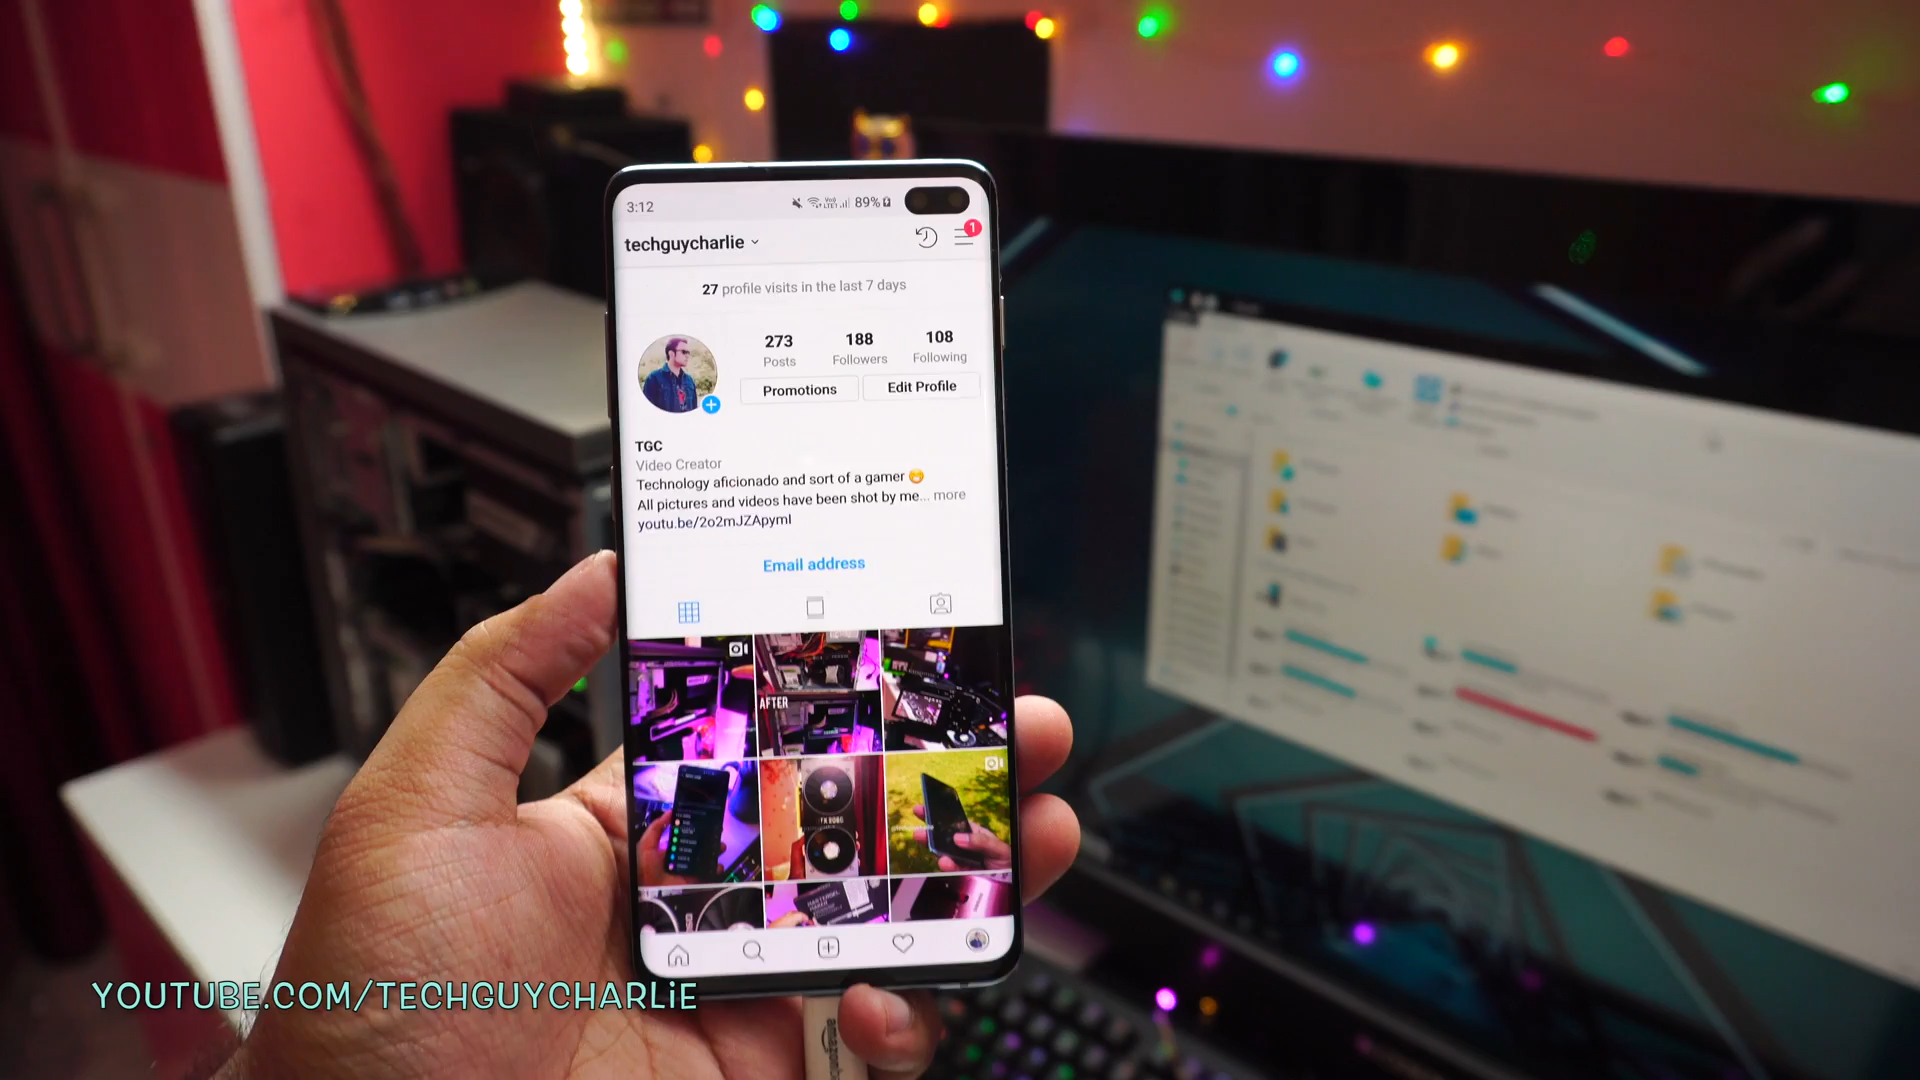 3:12 89%
techguycharlie
1
27 profile visits in the last 7 days
273 188 108
Posts Followers Following
Promotions Edit Profile
TGC
Video Creator
Technology aficionado and sort of a gamer 😁
All pictures and videos have been shot by me... more
youtu.be/2o2mJZApymI
Email address
AFTER
YOUTUBE.COM/TECHGUYCHARLiE